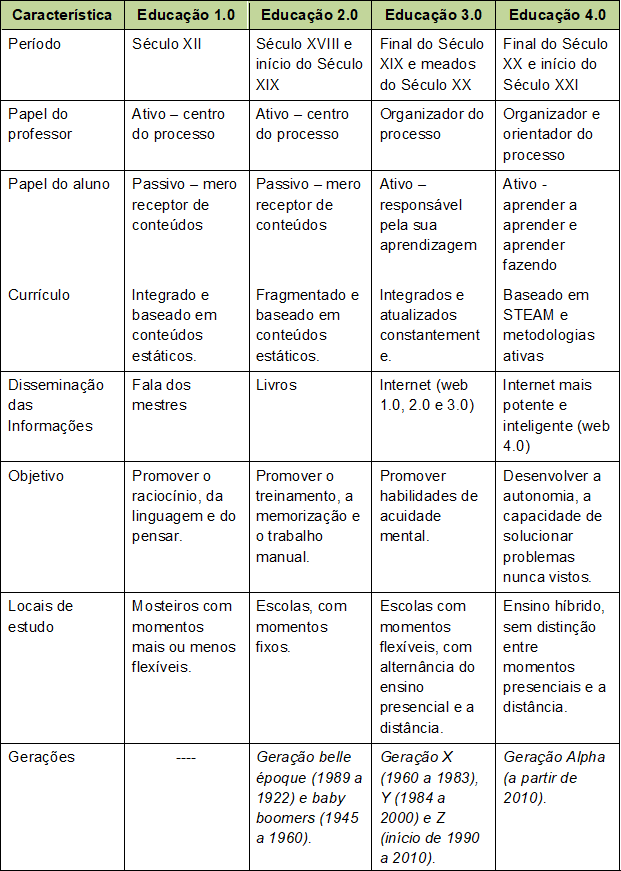 Característica
Educação 1.0
Educação 2.0
Educação 3.0
Educação 4.0
Período
Século XII
Século XVIII e
início do Século
XIX
Final do Século
XIX e meados
do Século XX
Final do Século
XX e início do
Século XXI
Papel do
professor
Ativo – centro
do processo
Ativo – centro
do processo
Organizador do
processo
Organizador e
orientador do
processo
Papel do aluno
Passivo – mero
receptor de
conteúdos
Passivo – mero
receptor de
conteúdos
Ativo –
responsável
pela sua
aprendizagem
Ativo -
aprender a
aprender e
aprender
fazendo
Currículo
Integrado e
baseado em
conteúdos
estáticos.
Fragmentado e
baseado em
conteúdos
estáticos.
Integrados e
atualizados
constantement
e.
Baseado em
STEAM e
metodologias
ativas
Disseminação
das
Informações
Fala dos
mestres
Livros
Internet (web
1.0, 2.0 e 3.0)
Internet mais
potente e
inteligente (web
4.0)
Objetivo
Promover o
raciocínio, da
linguagem e do
pensar.
Promover o
treinamento, a
memorização e
o trabalho
manual.
Promover
habilidades de
acuidade
mental.
Desenvolver a
autonomia, a
capacidade de
solucionar
problemas
nunca vistos.
Locais de
estudo
Mosteiros com
momentos
mais ou menos
flexíveis.
Escolas, com
momentos
fixos.
Escolas com
momentos
flexíveis, com
alternância do
ensino
presencial e a
distância.
Ensino híbrido,
sem distinção
entre
momentos
presenciais e a
distância.
Gerações
----
Geração belle
époque (1989 a
1922) e baby
boomers (1945
a 1960).
Geração X
(1960 a 1983),
Y (1984 a
2000) e Z
(início de 1990
a 2010).
Geração Alpha
(a partir de
2010).